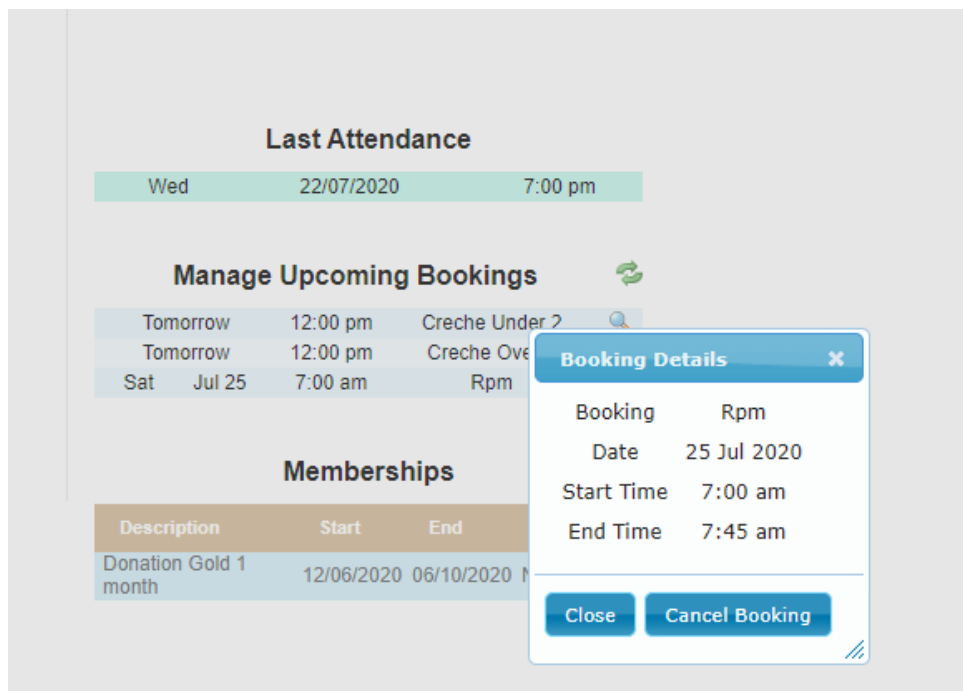 Last Attendance
Wed 22/07/2020 7:00 pm
Manage Upcoming Bookings
Tomorrow 12:00 pm Creche Under 2
Tomorrow 12:00 pm Creche
Sat Jul 25 7:00 am Rpm
Memberships
Description Start End
Donation Gold 1
month 12/06/2020 06/10/2020
Booking Details
Booking Rpm
Date 25 Jul 2020
Start Time 7:00 am
End Time 7:45 am
Close Cancel Booking